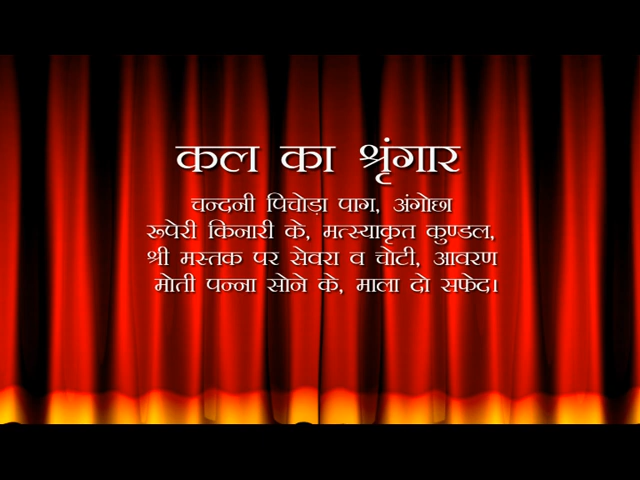 कल का श्रृंगार
चन्दनी पिचोड़ा पाग, अंगोछा
रूपेरी किनारी के, मत्स्याकृत कुण्डल,
श्री मस्तक पर सेवरा व चोटी, आवरण
मोती पन्ना सोने के, माला दो सफेद।